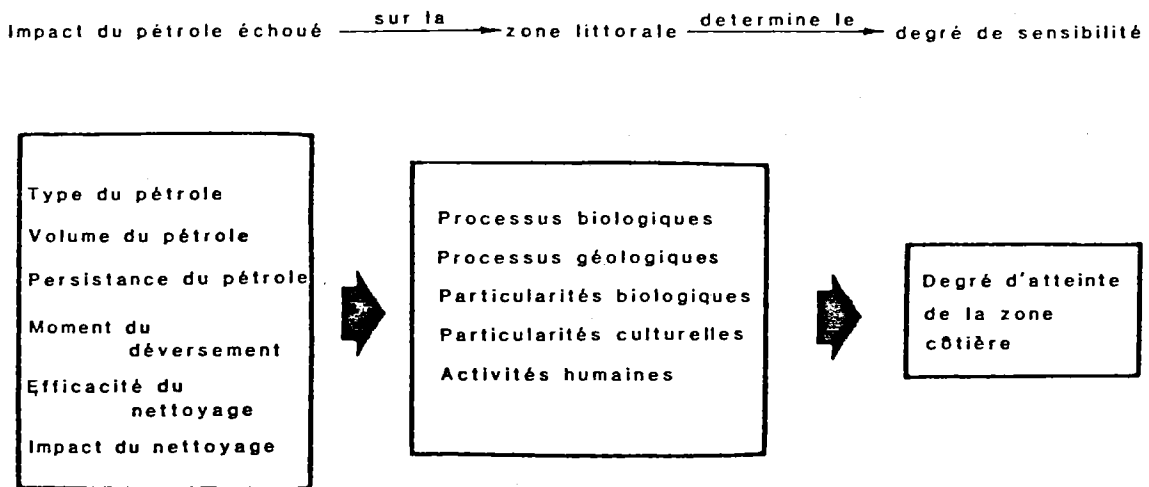 Impact du pétrole échoué sur la zone littorale determine le degré de sensibilité
Type du pétrole
Volume du pétrole
Persistance du pétrole
Moment du
déversement
Efficacité du
nettoyage
Impact du nettoyage
Processus biologiques
Processus géologiques
Particularités biologiques
Particularités culturelles
Activités humaines
Degré d'atteinte
de la zone
côtière